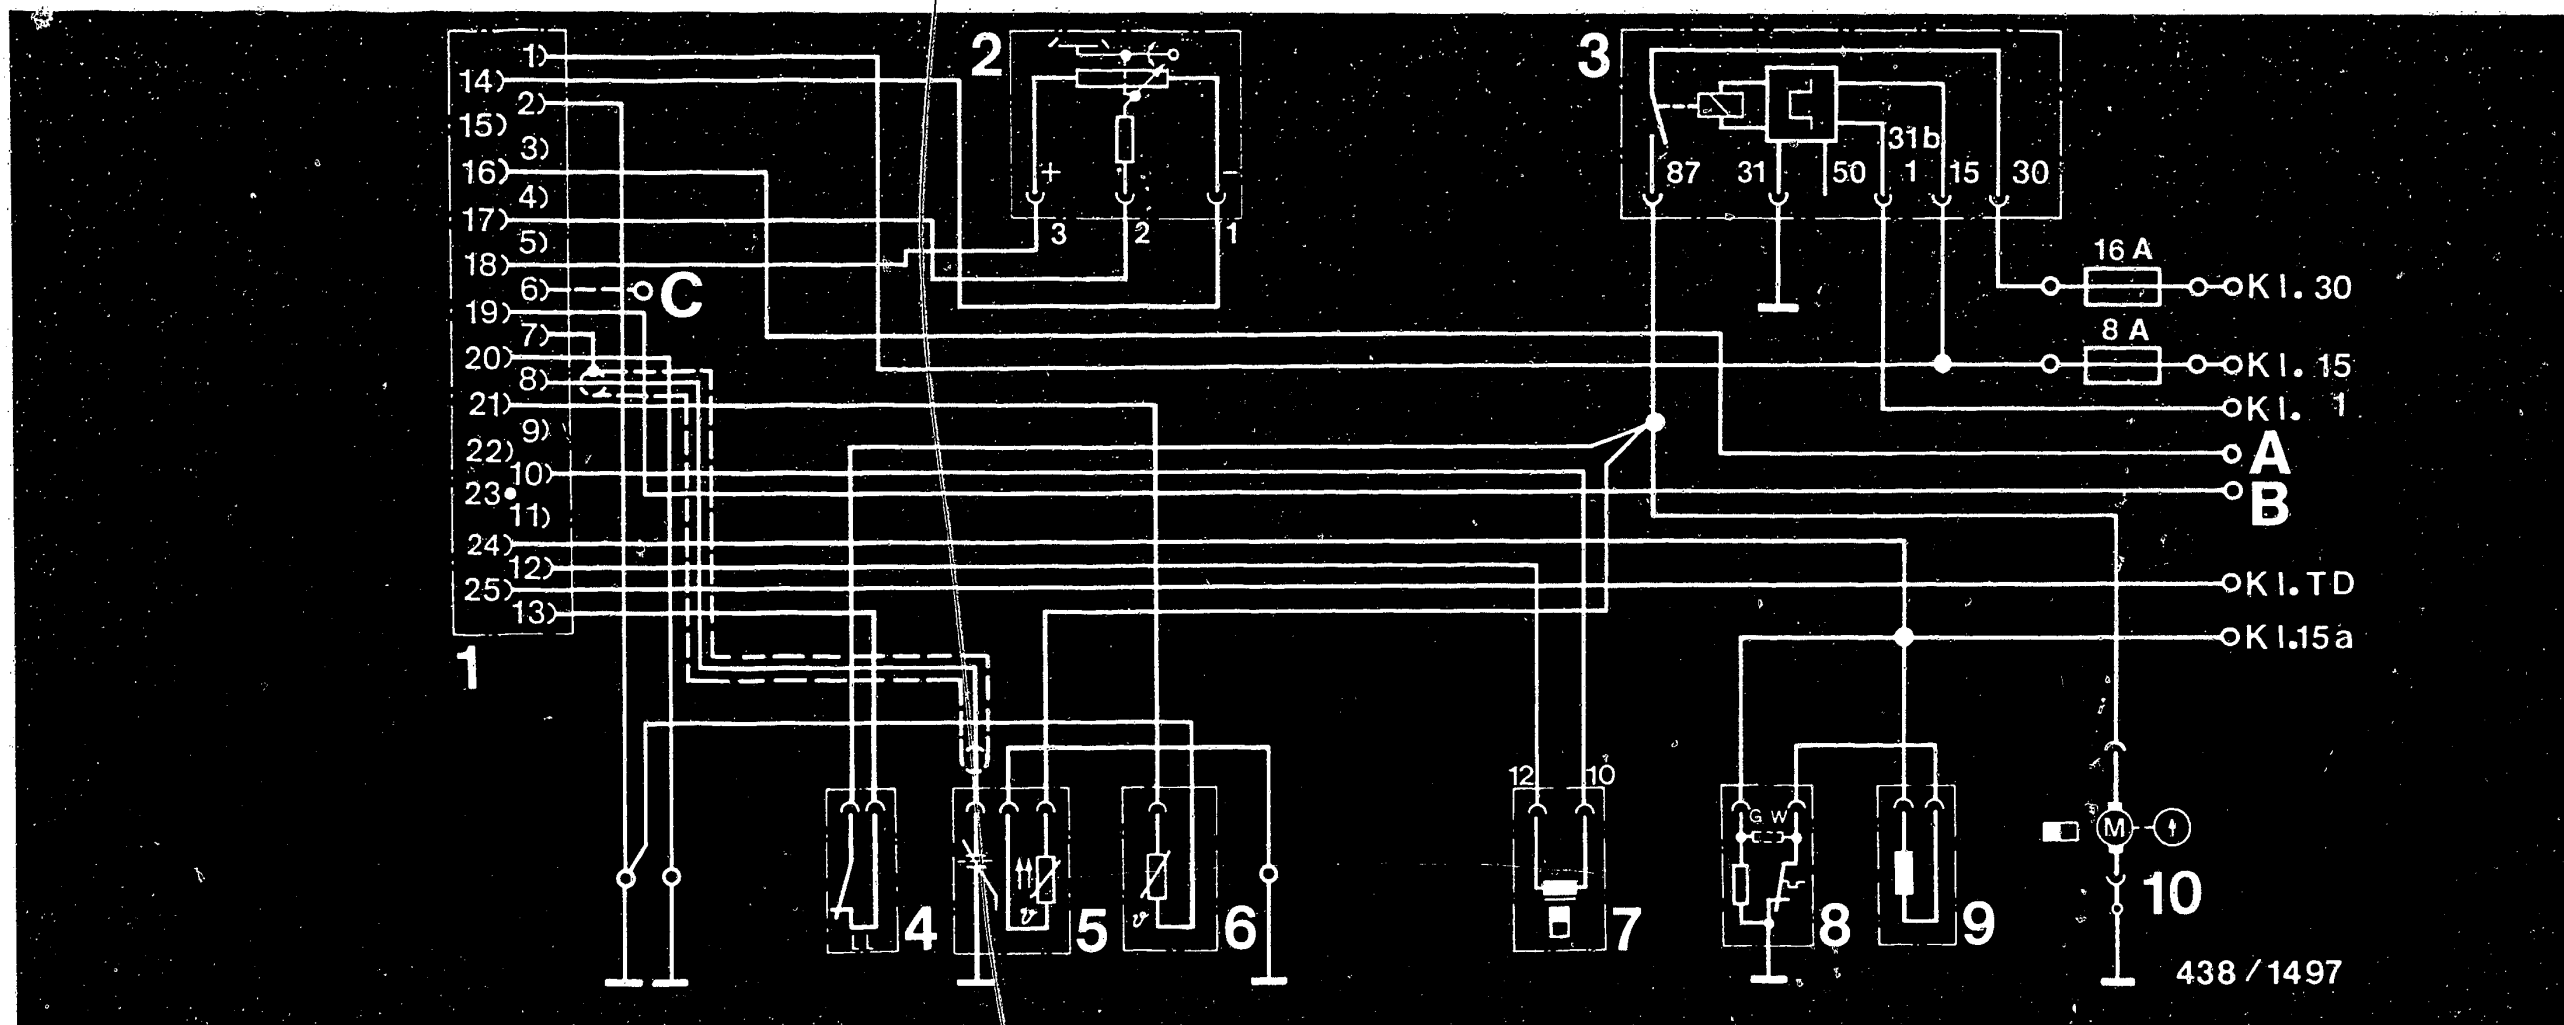 1)
14)
2)
15)
3)
16)
4)
17)
5)
18)
6)
C
19)
7)
20)
8)
21)
9)
22)
10)
23
11)
24)
12)
25)
13)
1
2
+ -
3 2 1
3
31b
87 31 50 1 15 30
16 A
Kl. 30
8 A
Kl. 15
Kl. 1
A
B
Kl. TD
Kl. 15a
4
ϑ
5
ϑ
6
12 10
7
G W
8
9
M
10
438/1497